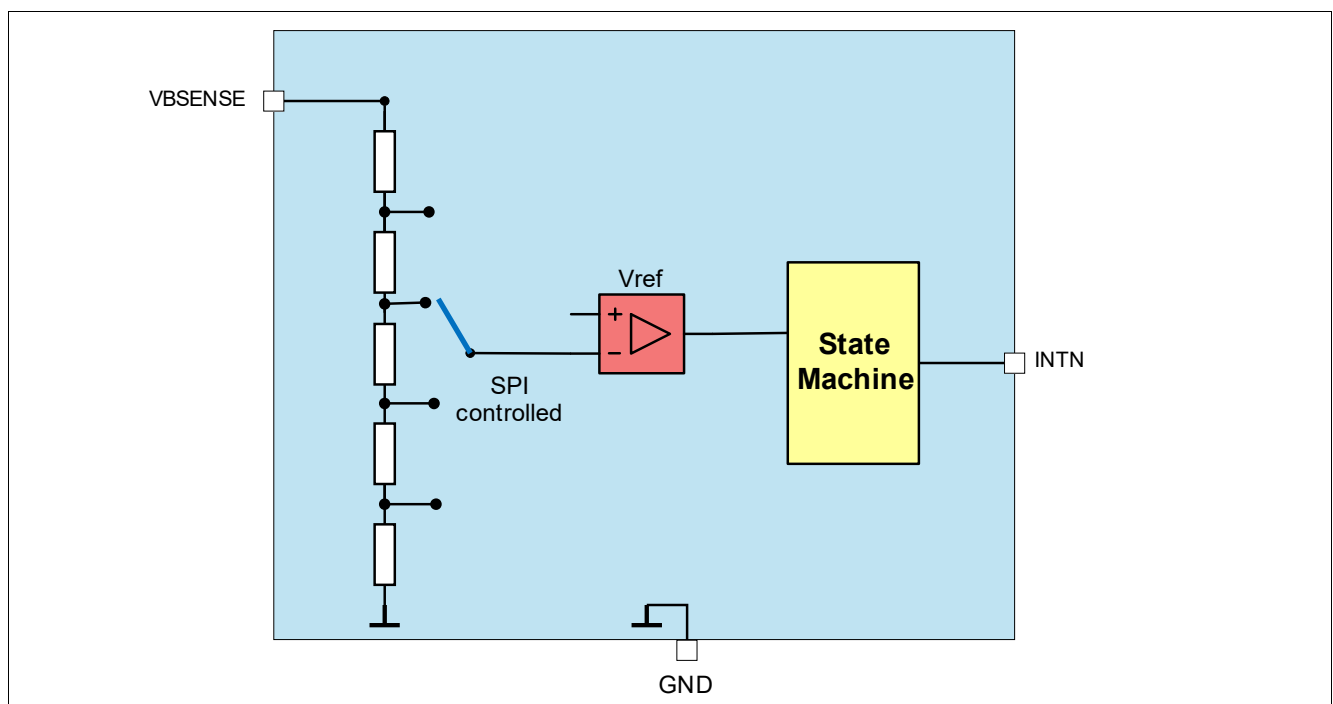 VBSENSE
Vref
+
−
SPI
controlled
State
Machine
INTN
GND